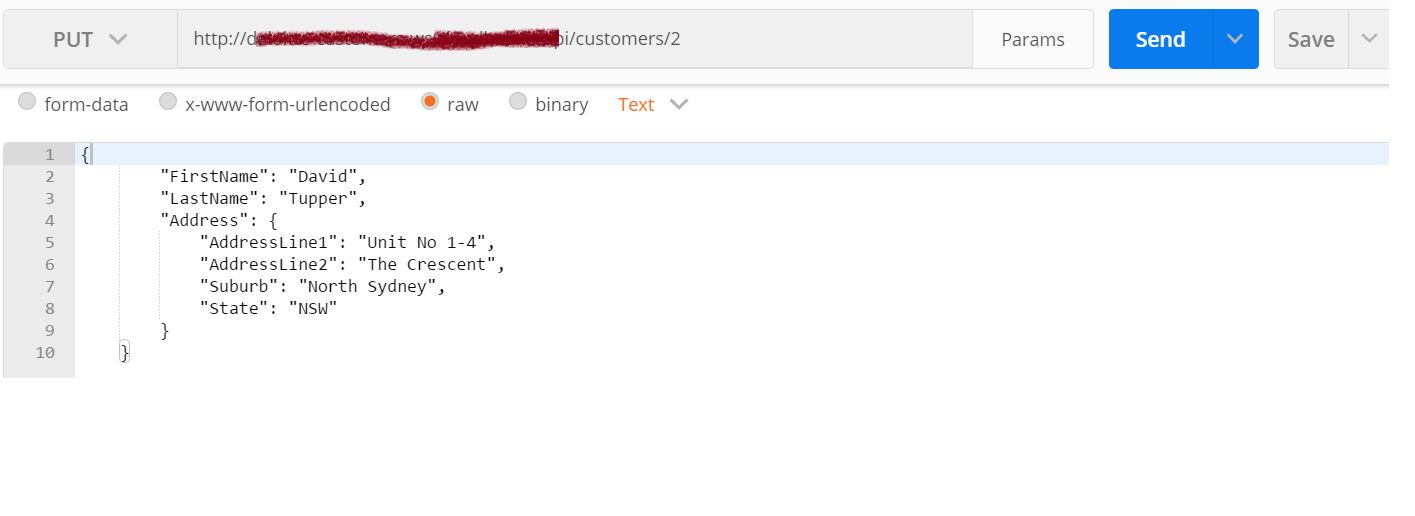 PUT http://d pi/customers/2 Params Send Save
form-data x-www-form-urlencoded raw binary Text
1 {
2 "FirstName": "David",
3 "LastName": "Tupper",
4 "Address": {
5 "AddressLine1": "Unit No 1-4",
6 "AddressLine2": "The Crescent",
7 "Suburb": "North Sydney",
8 "State": "NSW"
9 }
10 }